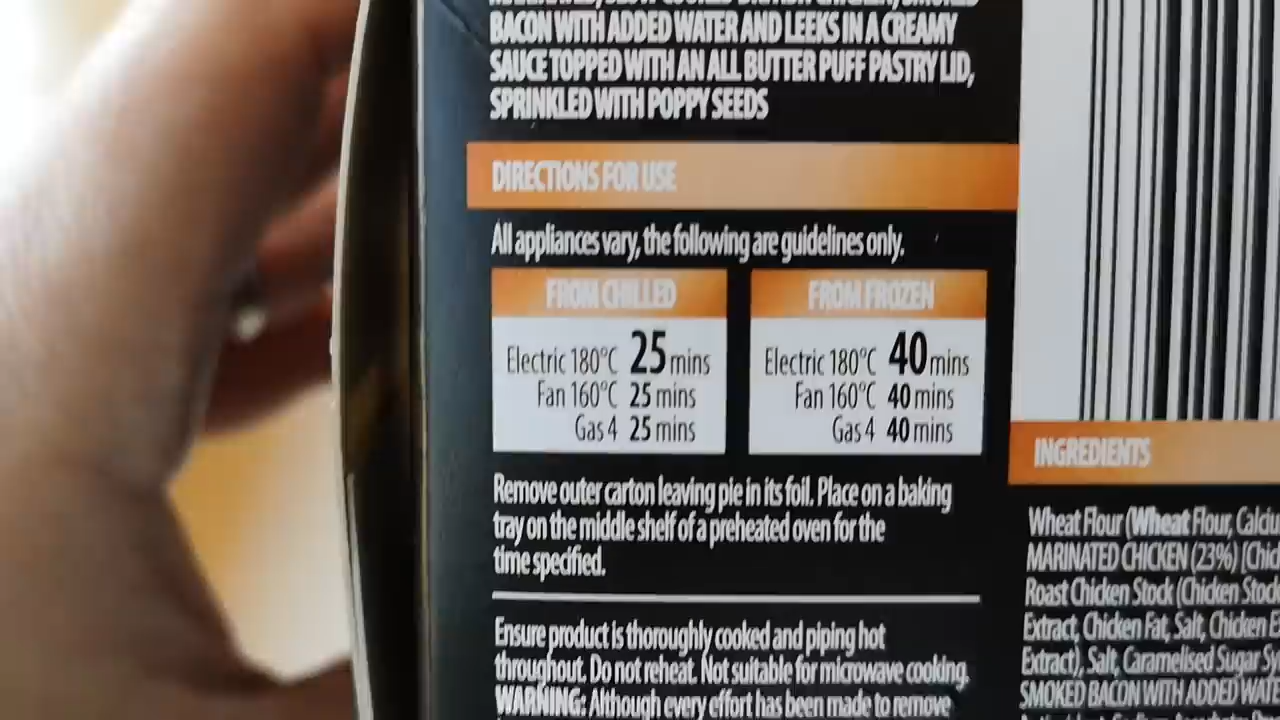 BACON WITH ADDED WATER AND LEEKS IN A CREAMY
SAUCE TOPPED WITH AN ALL BUTTER PUFF PASTRY LID,
SPRINKLED WITH POPPY SEEDS
DIRECTIONS FOR USE
All appliances vary, the following are guidelines only.
FROM CHILLED
Electric 180°C 25 mins
Fan 160°C 25 mins
Gas 4 25 mins
FROM FROZEN
Electric 180°C 40 mins
Fan 160°C 40 mins
Gas 4 40 mins
Remove outer carton leaving pie in its foil. Place on a baking
tray on the middle shelf of a preheated oven for the
time specified.
Ensure product is thoroughly cooked and piping hot
throughout. Do not reheat. Not suitable for microwave cooking.
WARNING: Although every effort has been made to remove
INGREDIENTS
Wheat Flour (Wheat Flour,
MARINATED CHICKEN (23%)
Roast Chicken Stock (Chicken Stock
Extract, Chicken Fat, Salt, Chicken
Extract), Salt, Caramelised Sugar
SMOKED BACON WITH ADDED